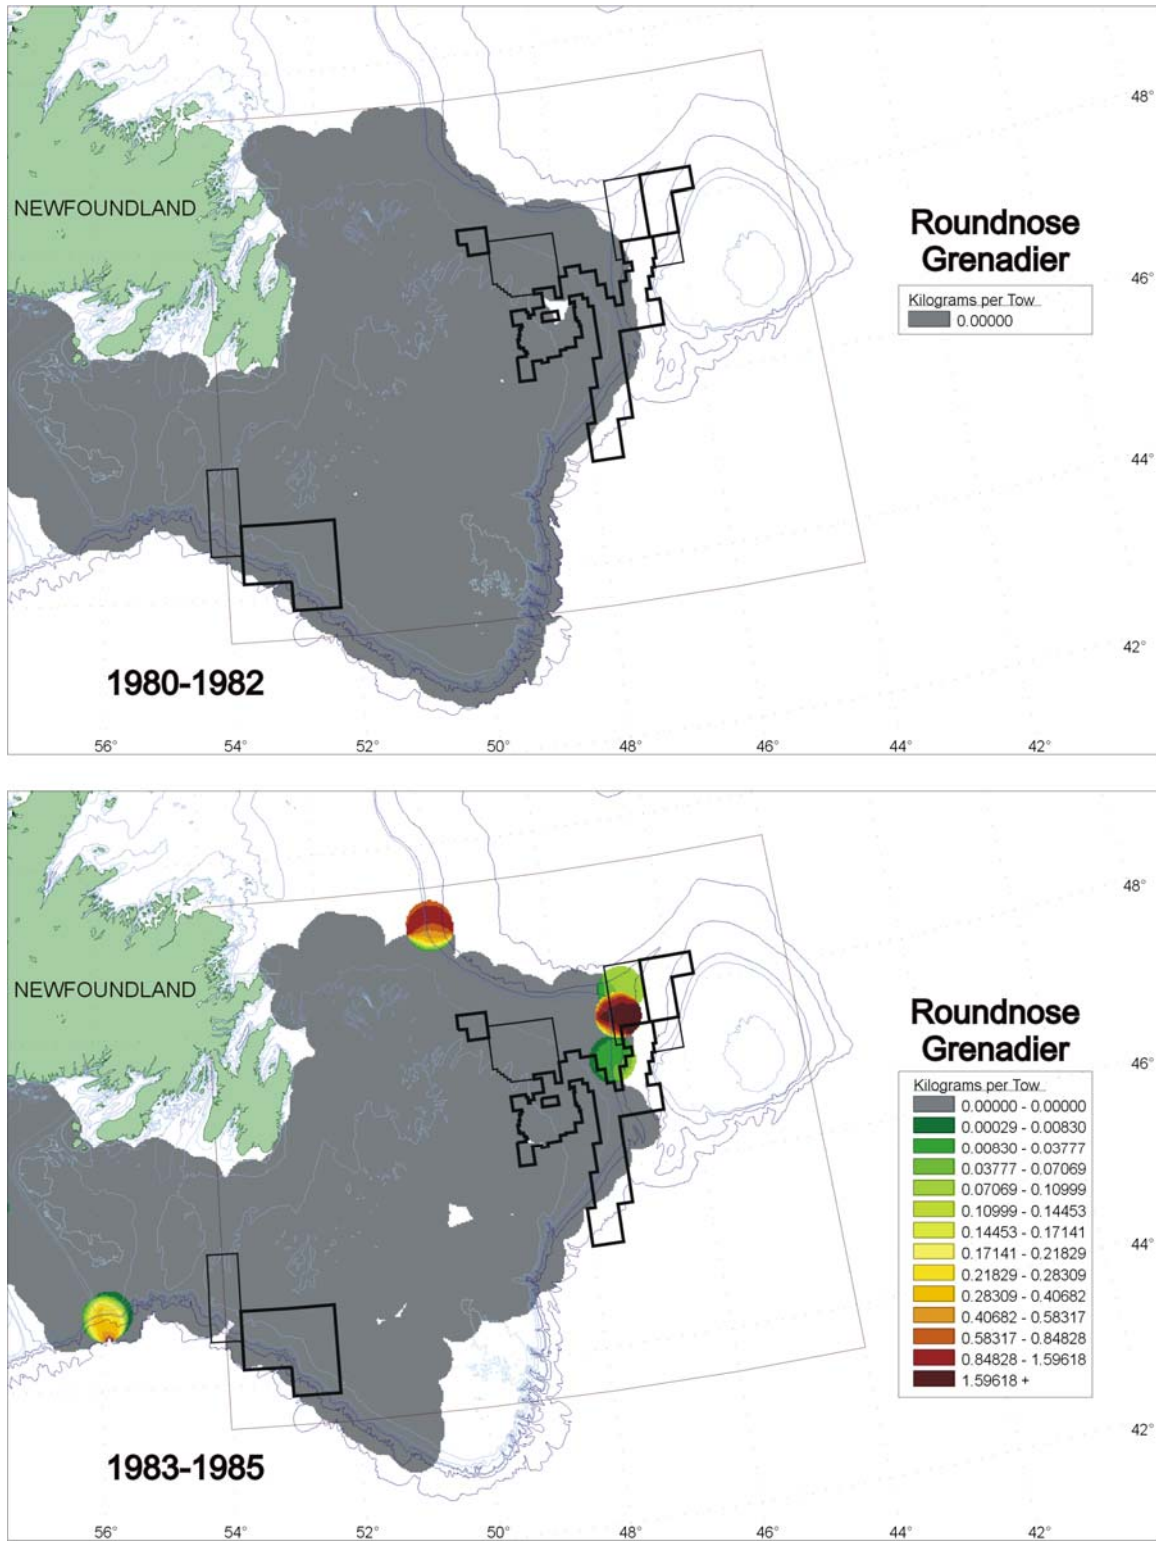 48°
NEWFOUNDLAND
Roundnose
Grenadier
46°
Kilograms per Tow
0.00000
44°
42°
1980-1982
56° 54° 52° 50° 48° 46° 44° 42°
48°
NEWFOUNDLAND
Roundnose
Grenadier
46°
Kilograms per Tow
0.00000 - 0.00000
0.00029 - 0.00830
0.00830 - 0.03777
0.03777 - 0.07069
0.07069 - 0.10999
0.10999 - 0.14453
0.14453 - 0.17141
0.17141 - 0.21829
0.21829 - 0.28309
0.28309 - 0.40682
0.40682 - 0.58317
0.58317 - 0.84828
0.84828 - 1.59618
1.59618 +
44°
42°
1983-1985
56° 54° 52° 50° 48° 46° 44° 42°